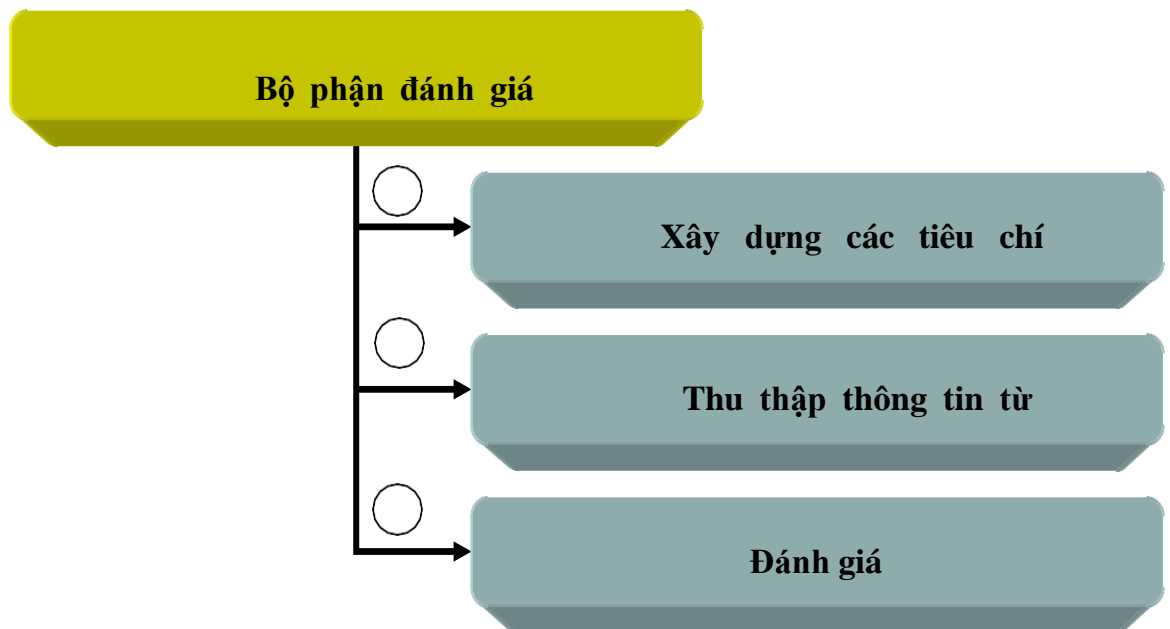 Bộ phận đánh giá
Xây dựng các tiêu chí
Thu thập thông tin từ
Đánh giá